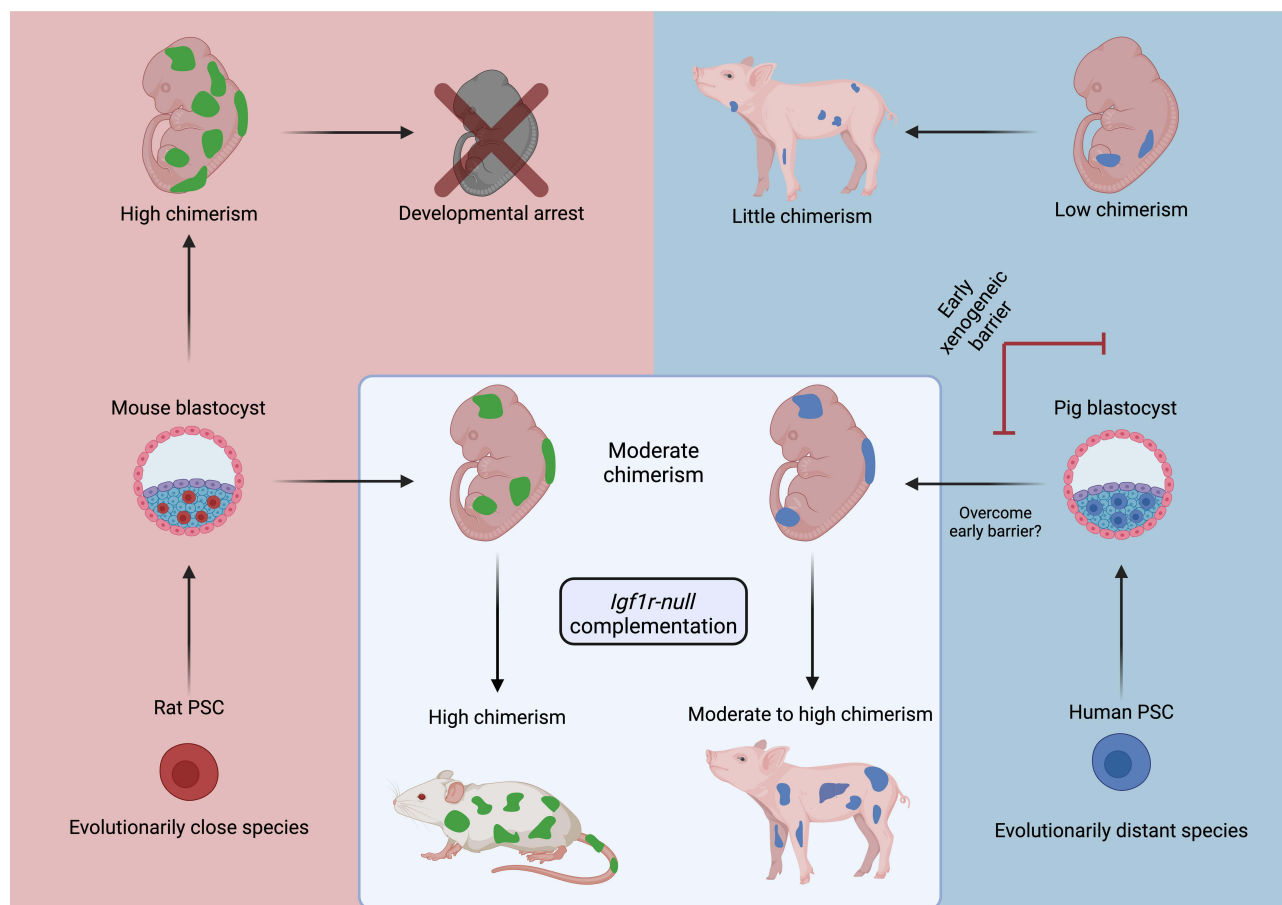 High chimerism
Developmental arrest
Little chimerism
Low chimerism
Early
xenogeneic
barrier
Mouse blastocyst
Pig blastocyst
Moderate
chimerism
Overcome
early barrier?
Igf1r-null
complementation
Rat PSC
High chimerism
Moderate to high chimerism
Human PSC
Evolutionarily close species
Evolutionarily distant species